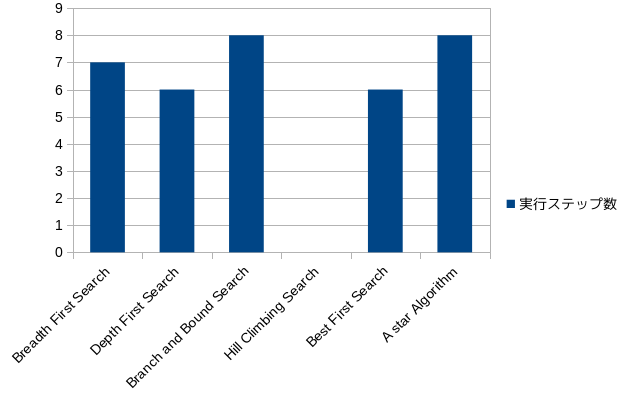 9
8
7
6
5
4
3
2
1
0
実行ステップ数
Breadth First Search
Depth First Search
Branch and Bound Search
Hill Climbing Search
Best First Search
A star Algorithm